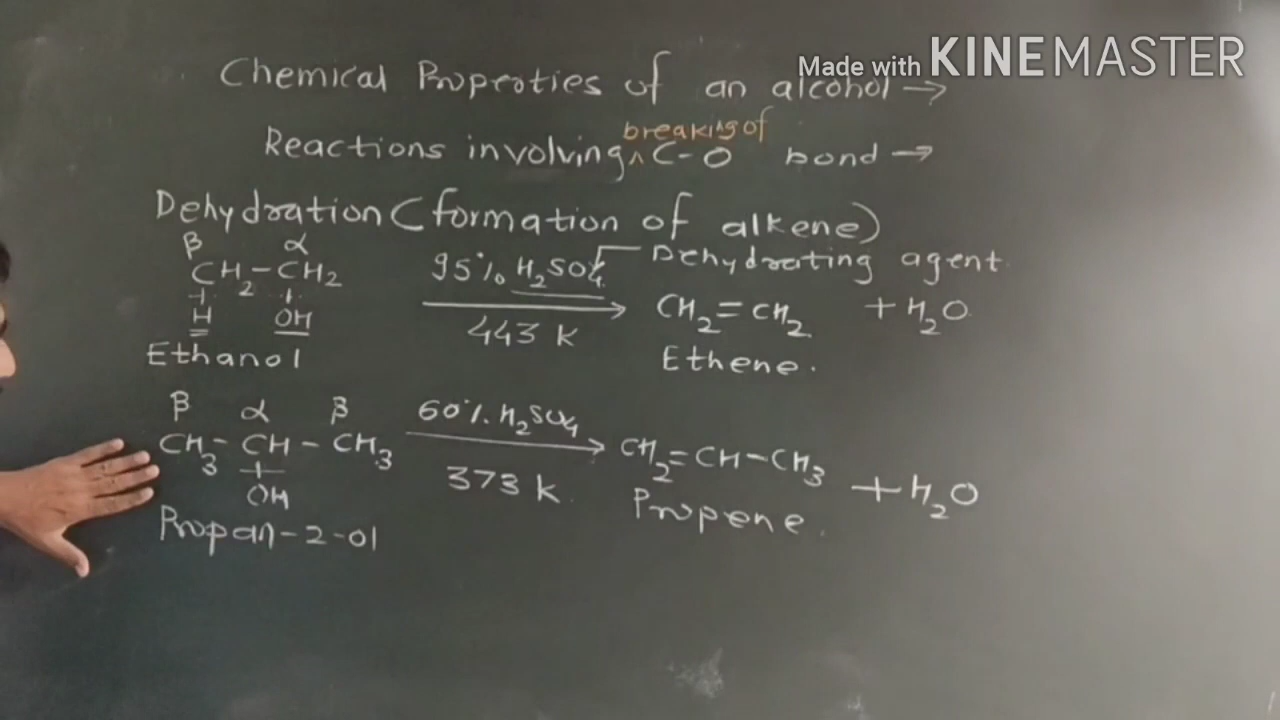 Made with KINEMASTER
Chemical Properties of an alcohol →
breaking of
Reactions involving ^ C-O bond →
Dehydration (formation of alkene)
β α
CH2-CH2 95% H2SO4 Dehydrating agent
H OH 443 K CH2=CH2 + H2O
Ethanol Ethene.
β α β
CH3-CH-CH3 60% H2SO4 CH2=CH-CH3 + H2O
OH 373 K
Propan-2-ol Propene.